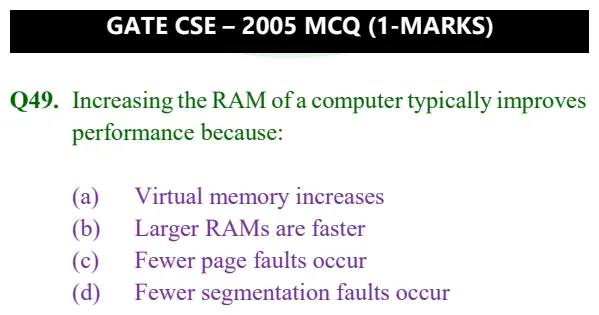 GATE CSE – 2005 MCQ (1-MARKS)
Q49. Increasing the RAM of a computer typically improves
performance because:
(a) Virtual memory increases
(b) Larger RAMs are faster
(c) Fewer page faults occur
(d) Fewer segmentation faults occur